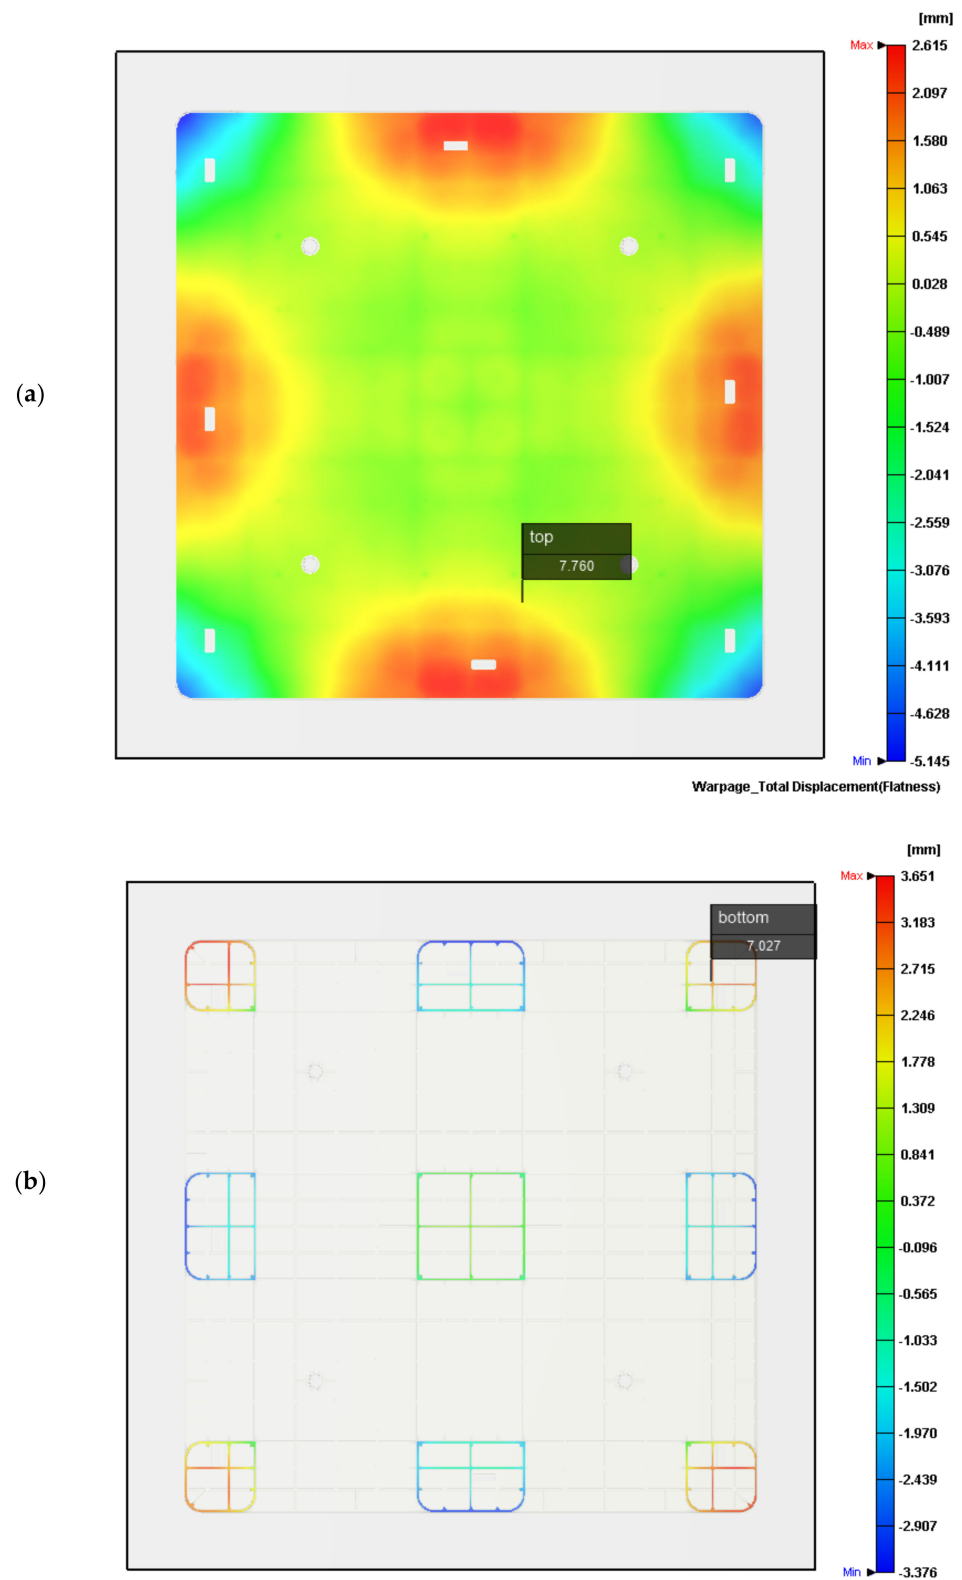 [mm]
Max 2.615
2.097
1.580
1.063
0.545
0.028
-0.489
(a)
-1.007
-1.524
-2.041
-2.559
top
7.760
-3.076
-3.593
-4.111
-4.628
Min -5.145
Warpage_Total Displacement(Flatness)
[mm]
Max 3.651
bottom
7.027
3.183
2.715
2.246
1.778
1.309
0.841
(b)
0.372
-0.096
-0.565
-1.033
-1.502
-1.970
-2.439
-2.907
Min -3.376